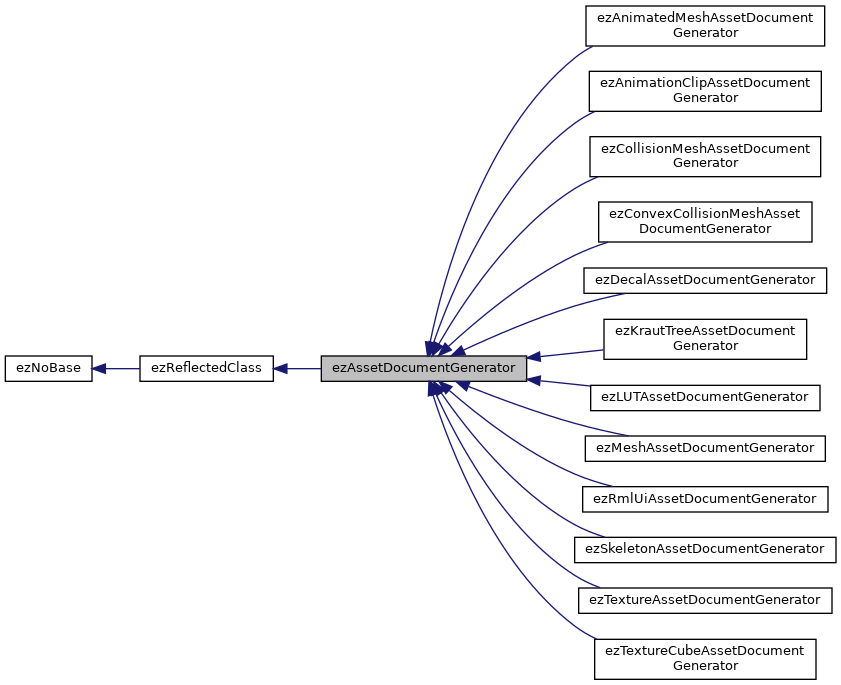 ezAnimatedMeshAssetDocument
Generator
ezAnimationClipAssetDocument
Generator
ezCollisionMeshAssetDocument
Generator
ezConvexCollisionMeshAsset
DocumentGenerator
ezDecalAssetDocumentGenerator
ezKrautTreeAssetDocument
Generator
ezNoBase
ezReflectedClass
ezAssetDocumentGenerator
ezLUTAssetDocumentGenerator
ezMeshAssetDocumentGenerator
ezRmlUiAssetDocumentGenerator
ezSkeletonAssetDocumentGenerator
ezTextureAssetDocumentGenerator
ezTextureCubeAssetDocument
Generator